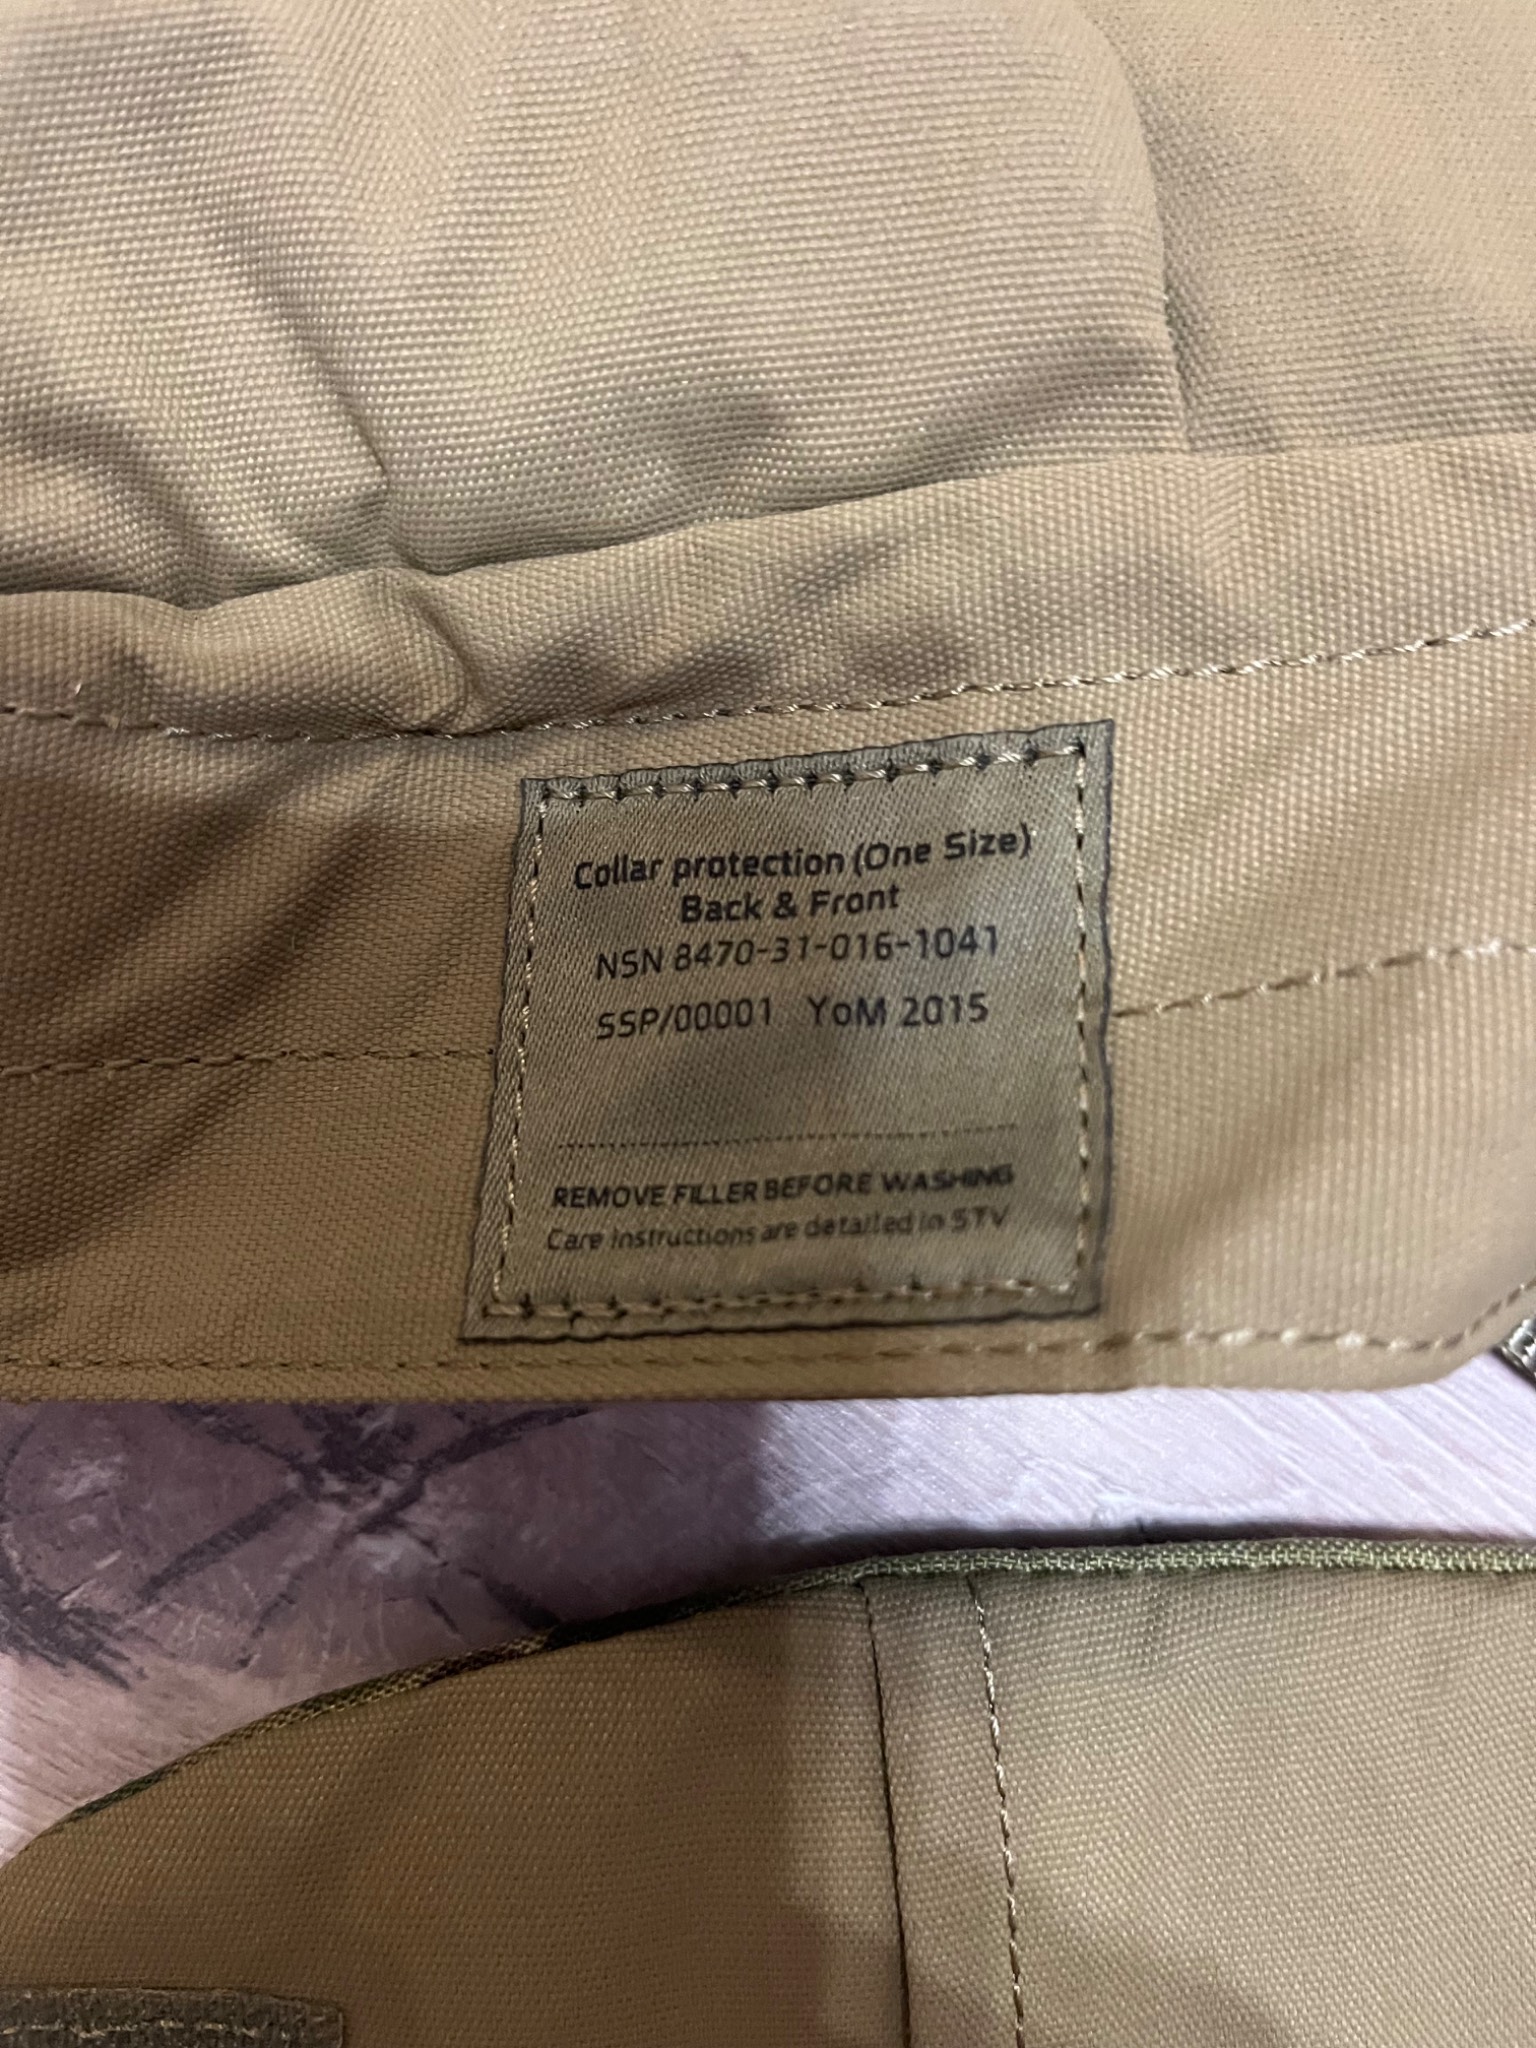 Collar protection (One Size)
Back & Front
NSN 8470-31-016-1041
SSP/00001 YoM 2015
REMOVE FILLER BEFORE WASHING
Care instructions are detailed in STV